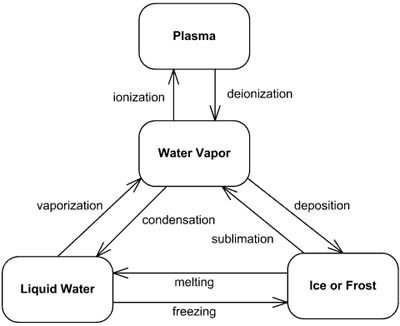 Plasma
ionization
deionization
Water Vapor
vaporization
condensation
deposition
sublimation
Liquid Water
melting
Ice or Frost
freezing